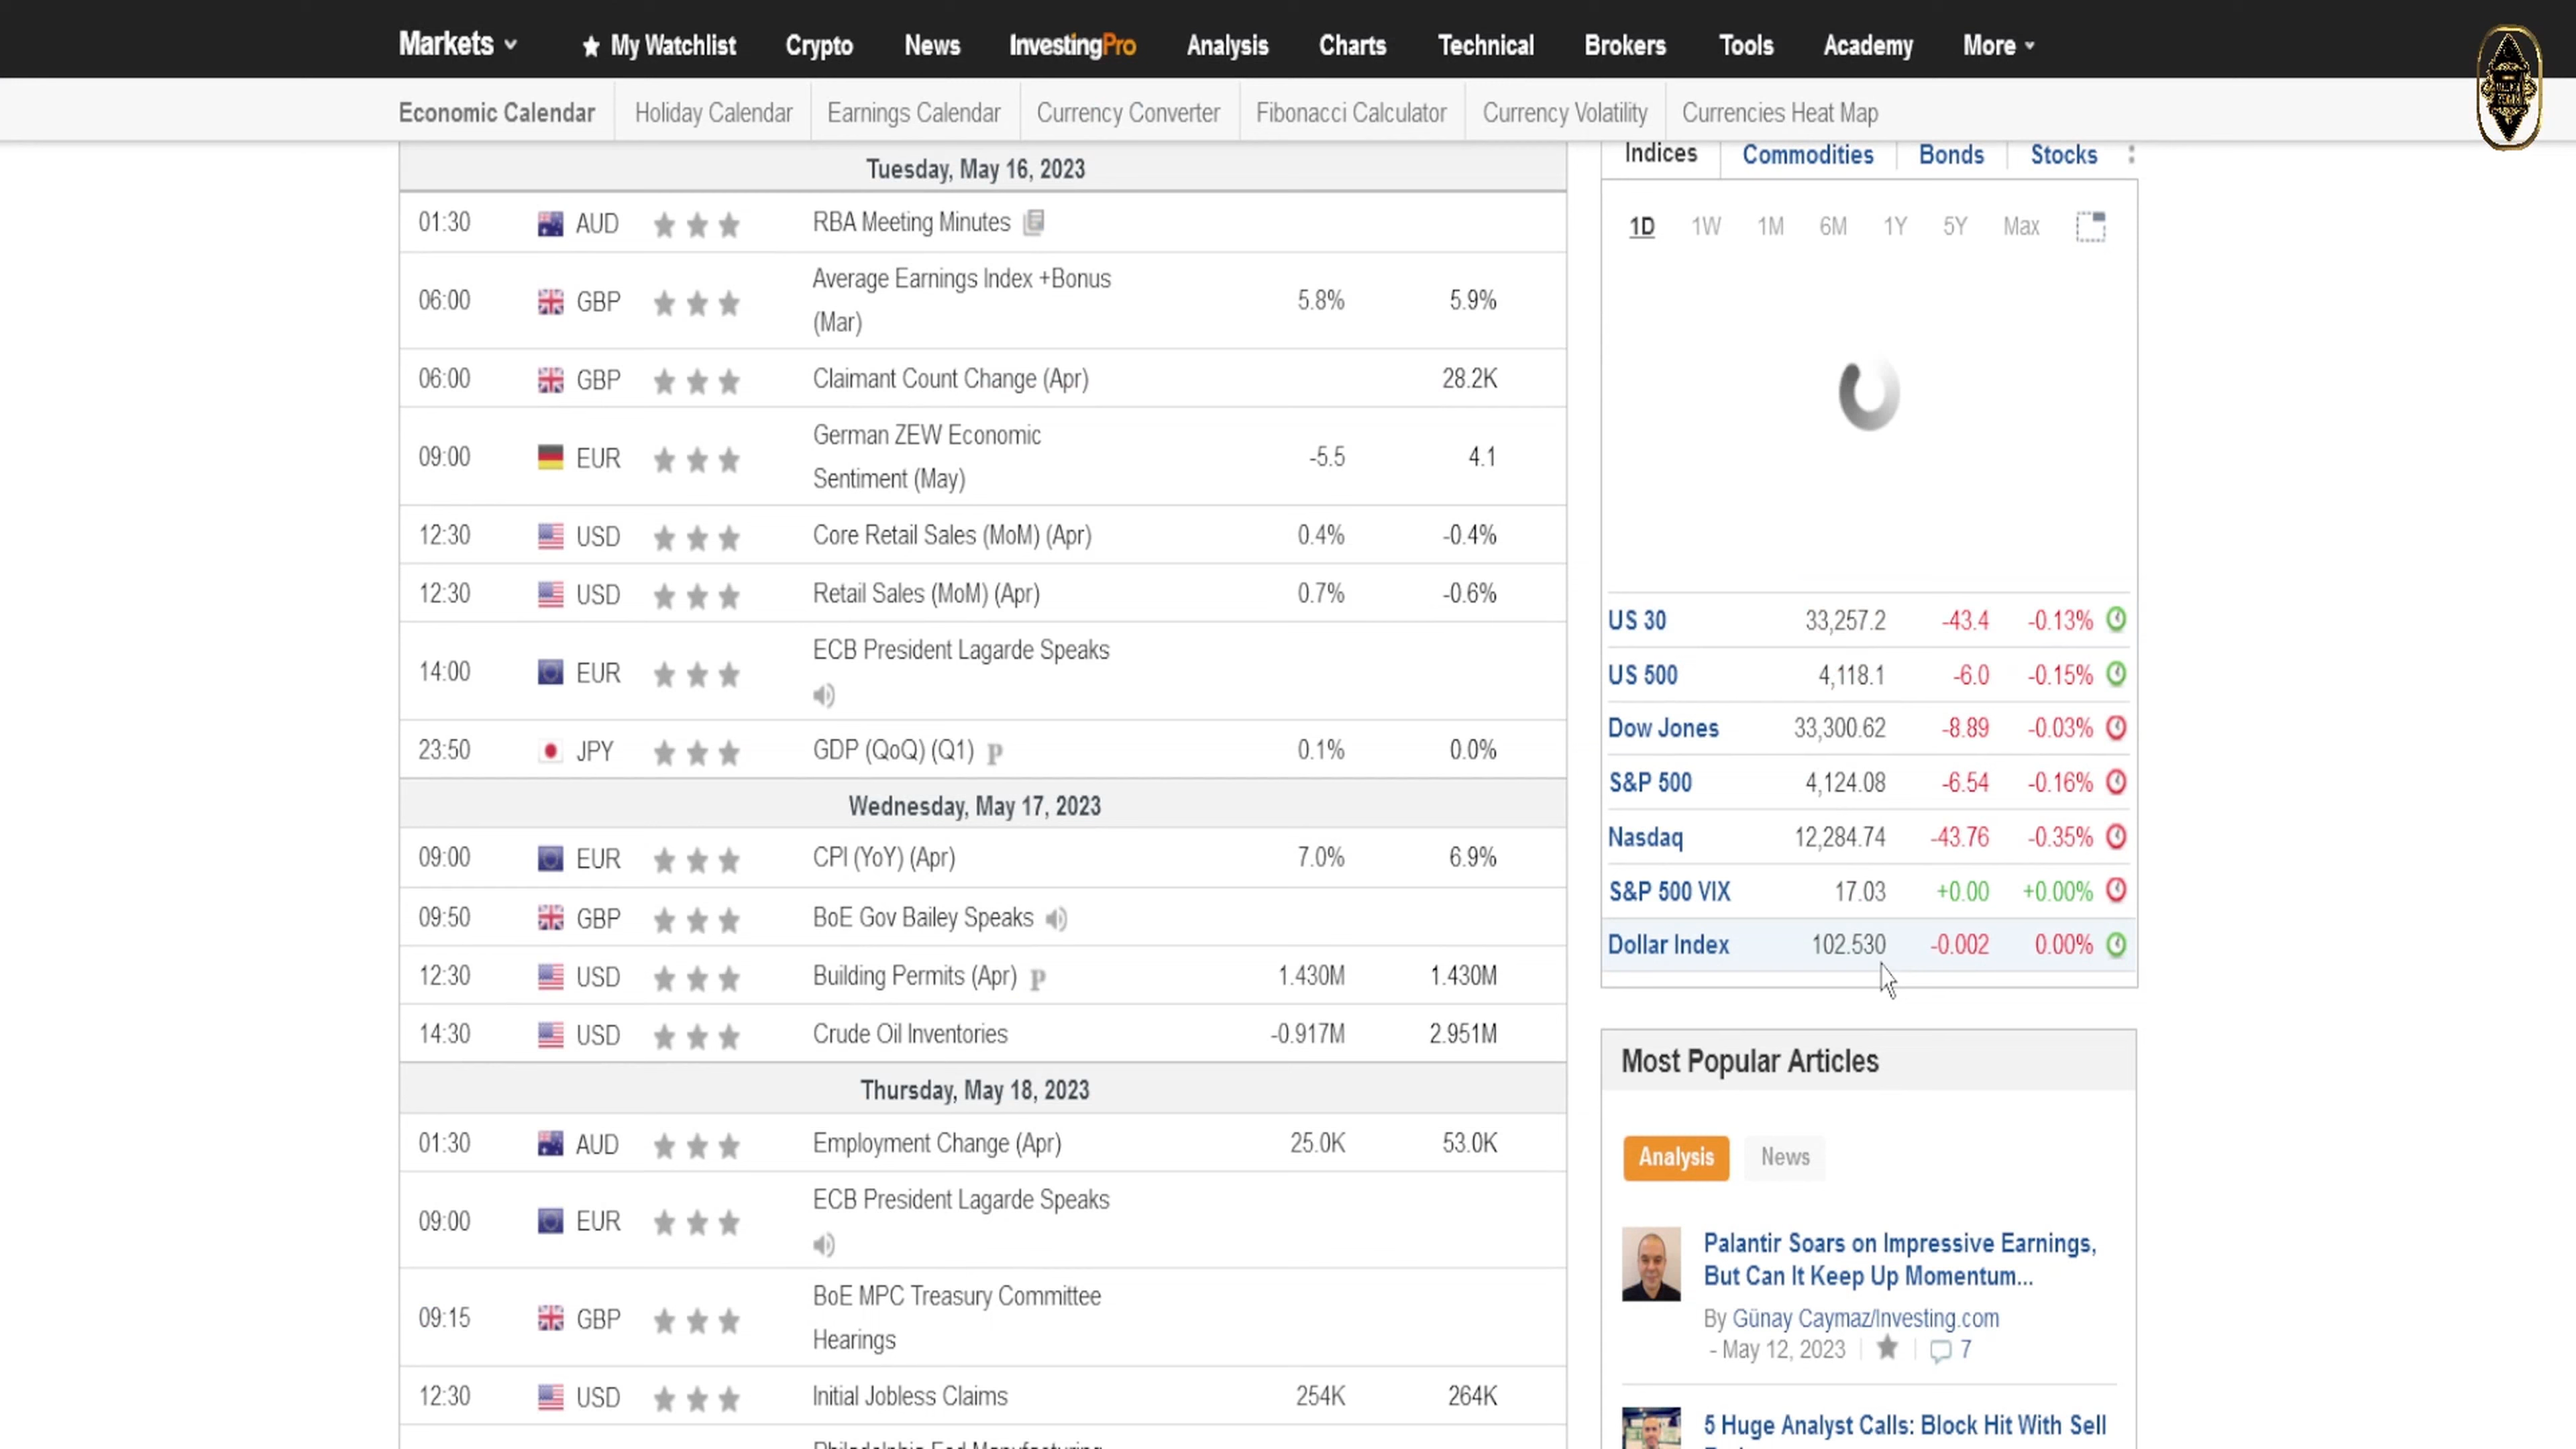 Markets My Watchlist Crypto News InvestingPro Analysis Charts Technical Brokers Tools Academy More
Economic Calendar Holiday Calendar Earnings Calendar Currency Converter Fibonacci Calculator Currency Volatility Currencies Heat Map
Tuesday, May 16, 2023
01:30 AUD RBA Meeting Minutes
06:00 GBP Average Earnings Index +Bonus 5.8% 5.9%
(Mar)
06:00 GBP Claimant Count Change (Apr) 28.2K
09:00 EUR German ZEW Economic -5.5 4.1
Sentiment (May)
12:30 USD Core Retail Sales (MoM) (Apr) 0.4% -0.4%
12:30 USD Retail Sales (MoM) (Apr) 0.7% -0.6%
14:00 EUR ECB President Lagarde Speaks
23:50 JPY GDP (QoQ) (Q1) P 0.1% 0.0%
Wednesday, May 17, 2023
09:00 EUR CPI (YoY) (Apr) 7.0% 6.9%
09:50 GBP BoE Gov Bailey Speaks
12:30 USD Building Permits (Apr) P 1.430M 1.430M
14:30 USD Crude Oil Inventories -0.917M 2.951M
Thursday, May 18, 2023
01:30 AUD Employment Change (Apr) 25.0K 53.0K
09:00 EUR ECB President Lagarde Speaks
09:15 GBP BoE MPC Treasury Committee
Hearings
12:30 USD Initial Jobless Claims 254K 264K
Philadelphia Fed Manufacturing
Indices Commodities Bonds Stocks
1D 1W 1M 6M 1Y 5Y Max
US 30 33,257.2 -43.4 -0.13%
US 500 4,118.1 -6.0 -0.15%
Dow Jones 33,300.62 -8.89 -0.03%
S&P 500 4,124.08 -6.54 -0.16%
Nasdaq 12,284.74 -43.76 -0.35%
S&P 500 VIX 17.03 +0.00 +0.00%
Dollar Index 102.530 -0.002 0.00%
Most Popular Articles
Analysis News
Palantir Soars on Impressive Earnings,
But Can It Keep Up Momentum...
By Günay Caymaz/Investing.com
- May 12, 2023 7
5 Huge Analyst Calls: Block Hit With Sell